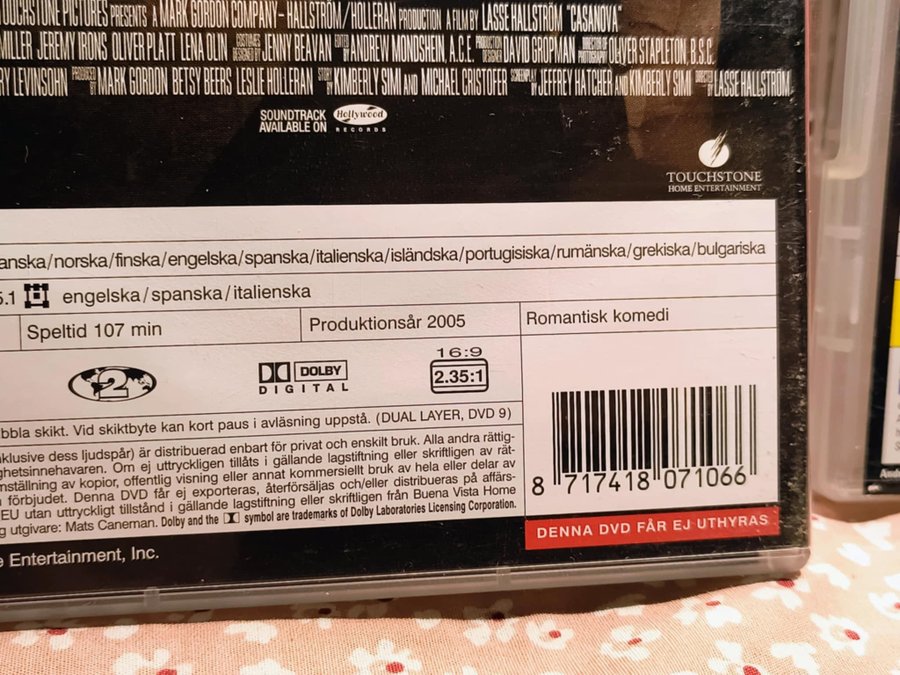 TOUCHSTONE PICTURES PRESENTS A MARK GORDON COMPANY-HALLSTRÖM/HOLLERAN PRODUCTION A FILM BY LASSE HALLSTRÖM "CASANOVA"
MILLER JEREMY IRONS OLIVER PLATT LENA OLIN COSTUMES DESIGNED BY JENNY BEAVAN EDITED BY ANDREW MONDSHEIN, A.C.E. PRODUCTION DESIGNER DAVID GROPMAN DIRECTOR OF PHOTOGRAPHY OLIVER STAPLETON, B.S.C.
RY LEVINSOHN PRODUCED BY MARK GORDON BETSY BEERS LESLIE HOLLERAN STORY BY KIMBERLY SIMI AND MICHAEL CRISTOFER SCREENPLAY BY JEFFREY HATCHER AND KIMBERLY SIMI DIRECTED BY LASSE HALLSTRÖM
SOUNDTRACK
AVAILABLE ON
Hollywood
RECORDS
TOUCHSTONE
HOME ENTERTAINMENT
anska/norska/finska/engelska/spanska/italienska/isländska/portugisiska/rumänska/grekiska/bulgariska
5.1 engelska/spanska/italienska
Speltid 107 min
Produktionsår 2005
Romantisk komedi
2
DOLBY
DIGITAL
16:9
2.35:1
bbla skikt. Vid skiktbyte kan kort paus i avläsning uppstå. (DUAL LAYER, DVD 9)
klusive dess ljudspår) är distribuerad enbart för privat och enskilt bruk. Alla andra rättig-
ghetsinnehavaren. Om ej uttryckligen tillåts i gällande lagstiftning eller skriftligen av rät-
mställning av kopior, offentlig visning eller annat kommersiellt bruk av hela eller delar av
förbjudet. Denna DVD får ej exporteras, återförsäljas och/eller distribueras på affärs-
EU utan uttryckligt tillstånd i gällande lagstiftning eller skriftligen från Buena Vista Home
g utgivare: Mats Caneman. Dolby and the symbol are trademarks of Dolby Laboratories Licensing Corporation.
8 717418 071066
DENNA DVD FÅR EJ UTHYRAS
e Entertainment, Inc.